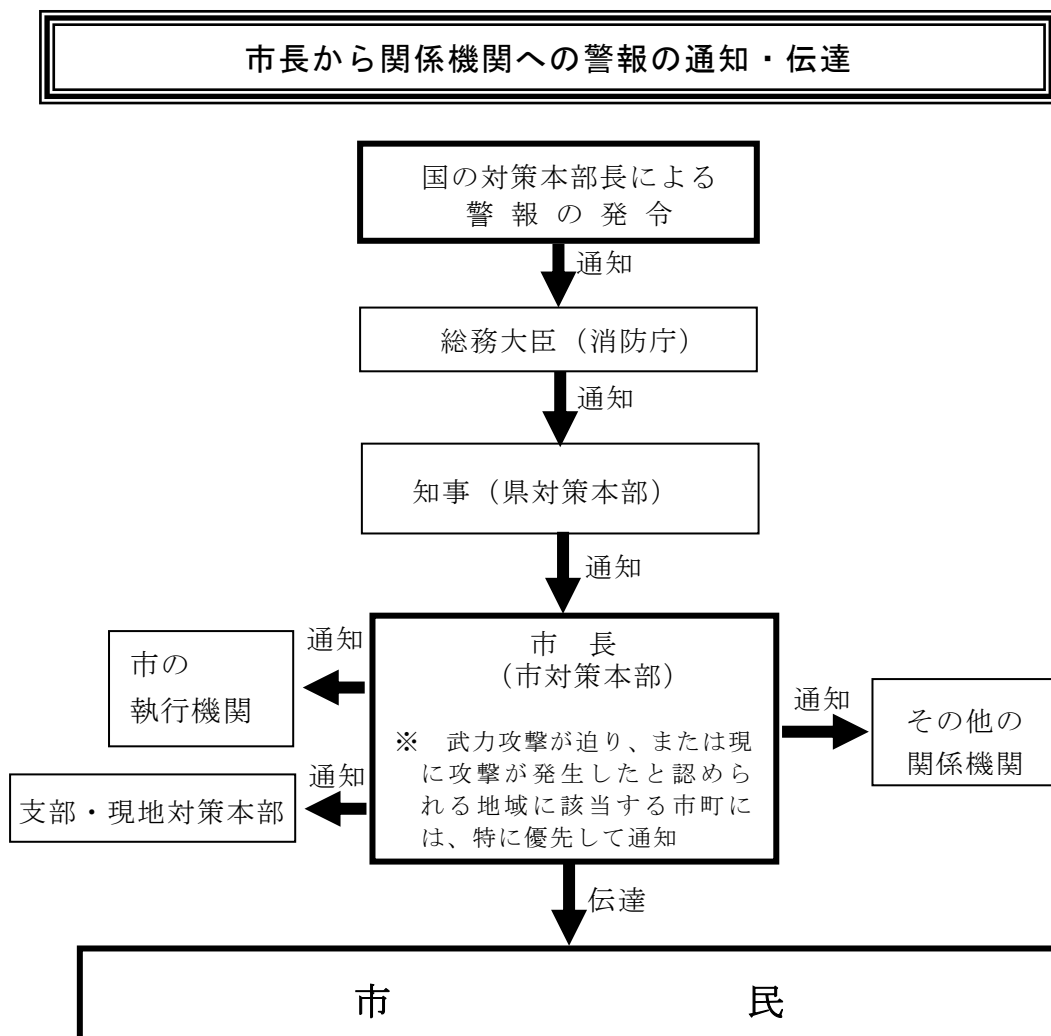 市長から関係機関への警報の通知・伝達
国の対策本部長による
警報の発令
通知
総務大臣（消防庁）
通知
知事（県対策本部）
通知
市長
（市対策本部）
※　武力攻撃が迫り、または現
に攻撃が発生したと認めら
れる地域に該当する市町に
は、特に優先して通知
通知
市の
執行機関
通知
支部・現地対策本部
通知
その他の
関係機関
伝達
市民